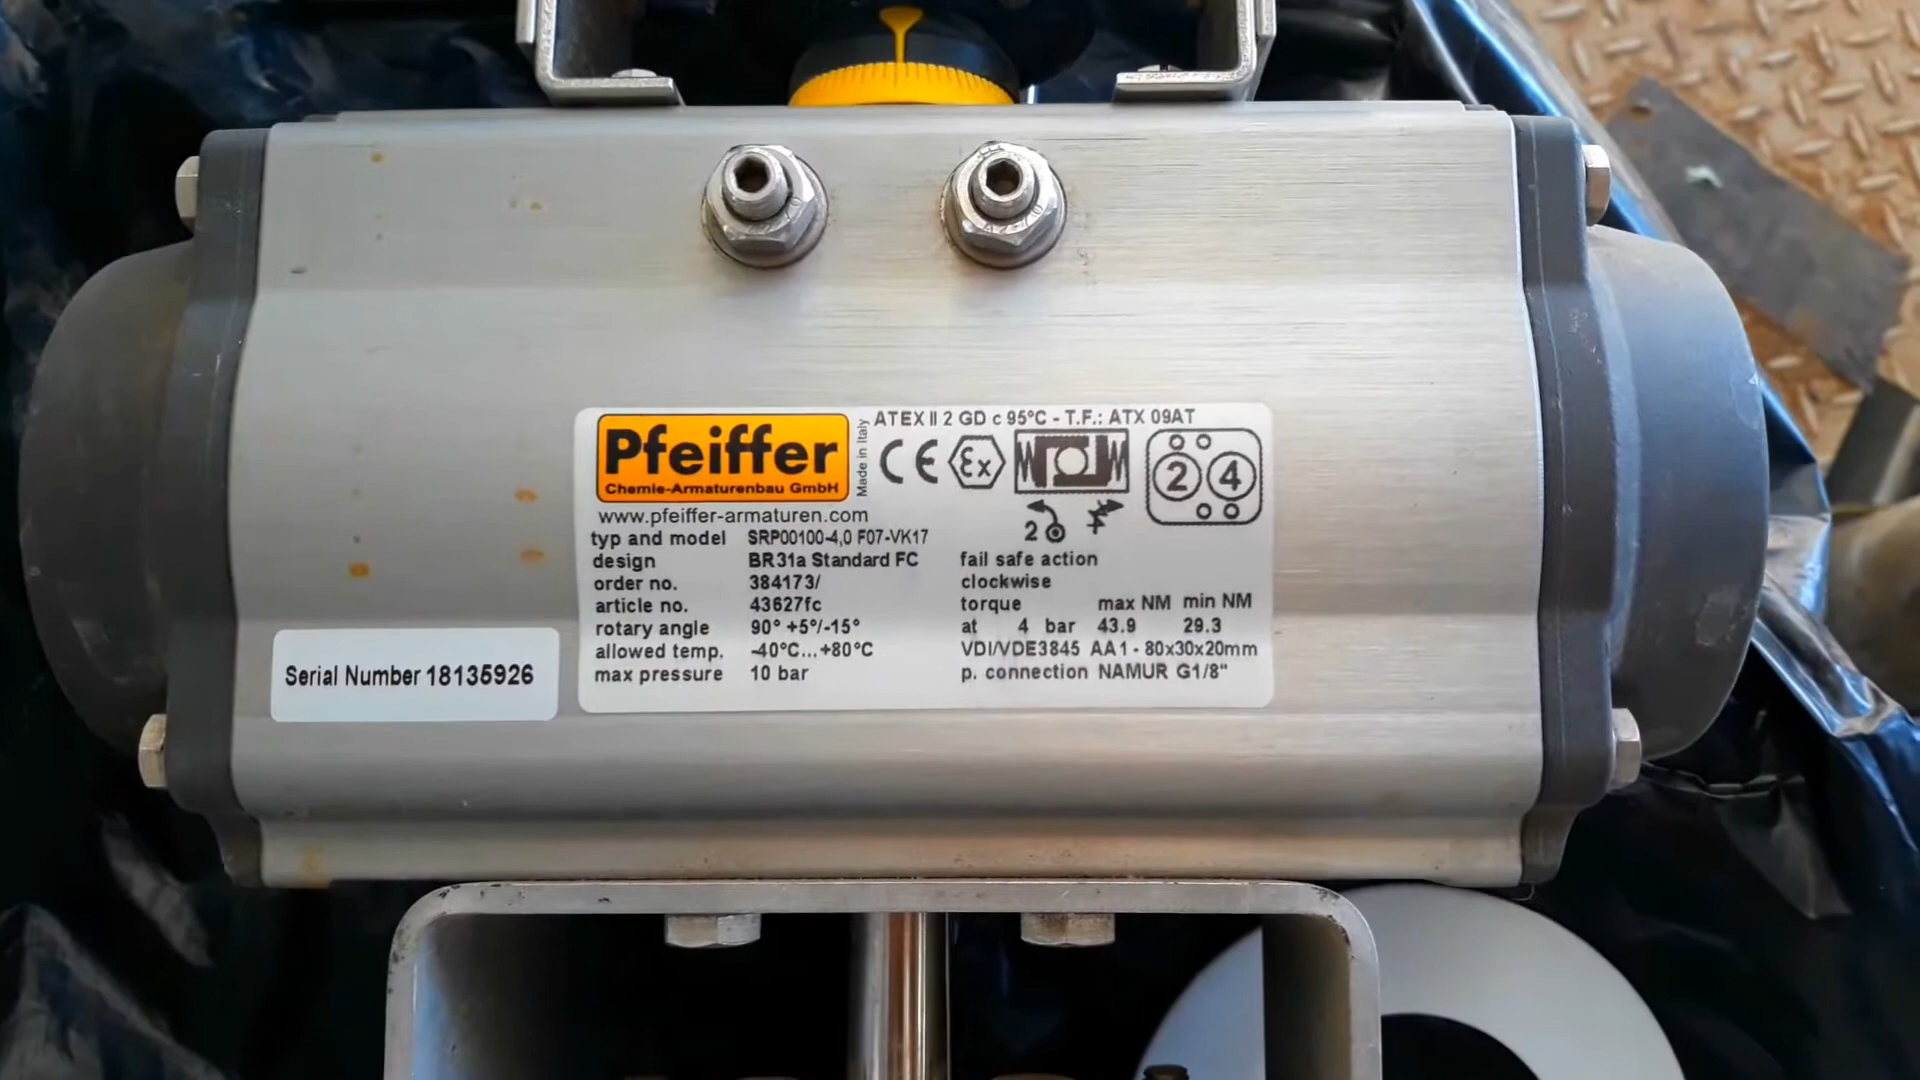 Pfeiffer
Chemie-Armaturenbau GmbH
Made in Italy
ATEX II 2 GD c 95°C - T.F.: ATX 09AT
CE Ex
2 4
2
www.pfeiffer-armaturen.com
typ and model SRP00100-4,0 F07-VK17
design BR31a Standard FC fail safe action
order no. 384173/ clockwise
article no. 43627fc torque max NM min NM
rotary angle 90° +5°/-15° at 4 bar 43.9 29.3
allowed temp. -40°C...+80°C VDI/VDE3845 AA1 - 80x30x20mm
max pressure 10 bar p. connection NAMUR G1/8"
Serial Number 18135926